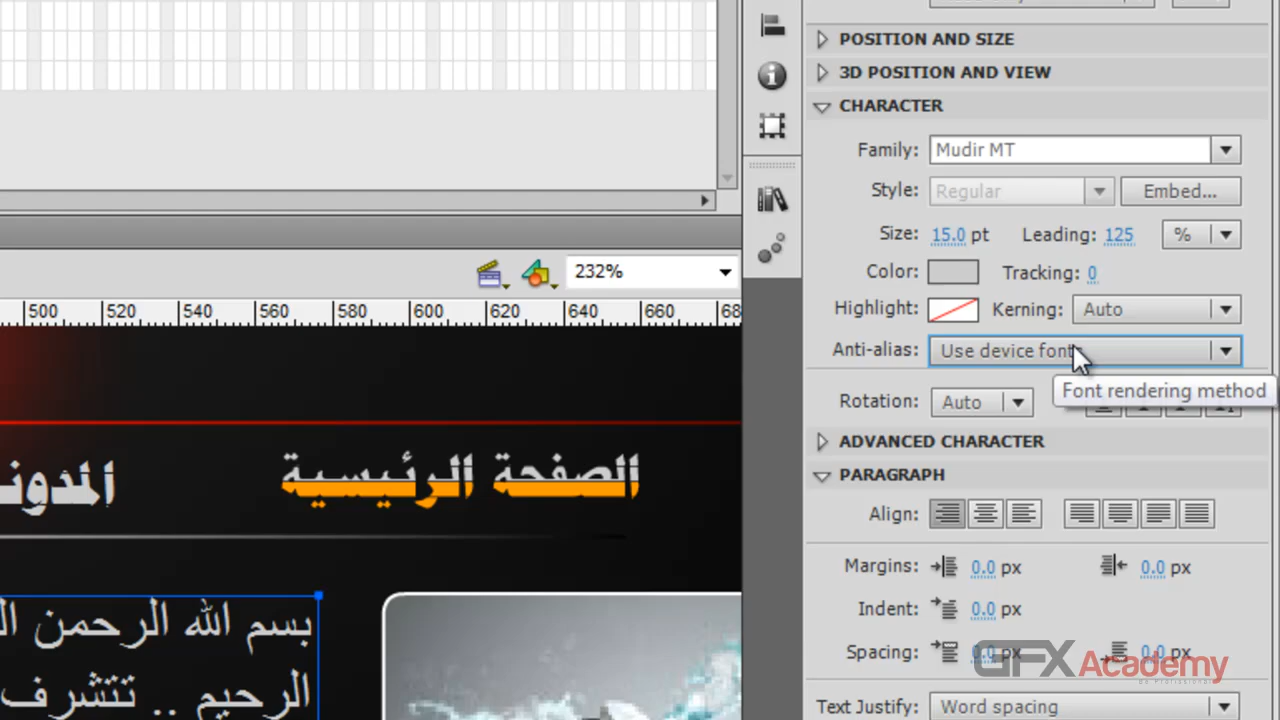 POSITION AND SIZE
3D POSITION AND VIEW
CHARACTER
Family: Mudir MT
Style: Regular Embed...
Size: 15.0 pt Leading: 125 %
Color: Tracking: 0
Highlight: Kerning: Auto
Anti-alias: Use device font
Font rendering method
Rotation: Auto
ADVANCED CHARACTER
PARAGRAPH
Align:
Margins: 0.0 px 0.0 px
Indent: 0.0 px
Spacing: 0.0 px 0.0 px
Text Justify: Word spacing
GFX Academy
232%
500 520 540 560 580 600 620 640 660 68
الصفحة الرئيسية المدون
بسم الله الرحمن
الرحيم .. تتشرف